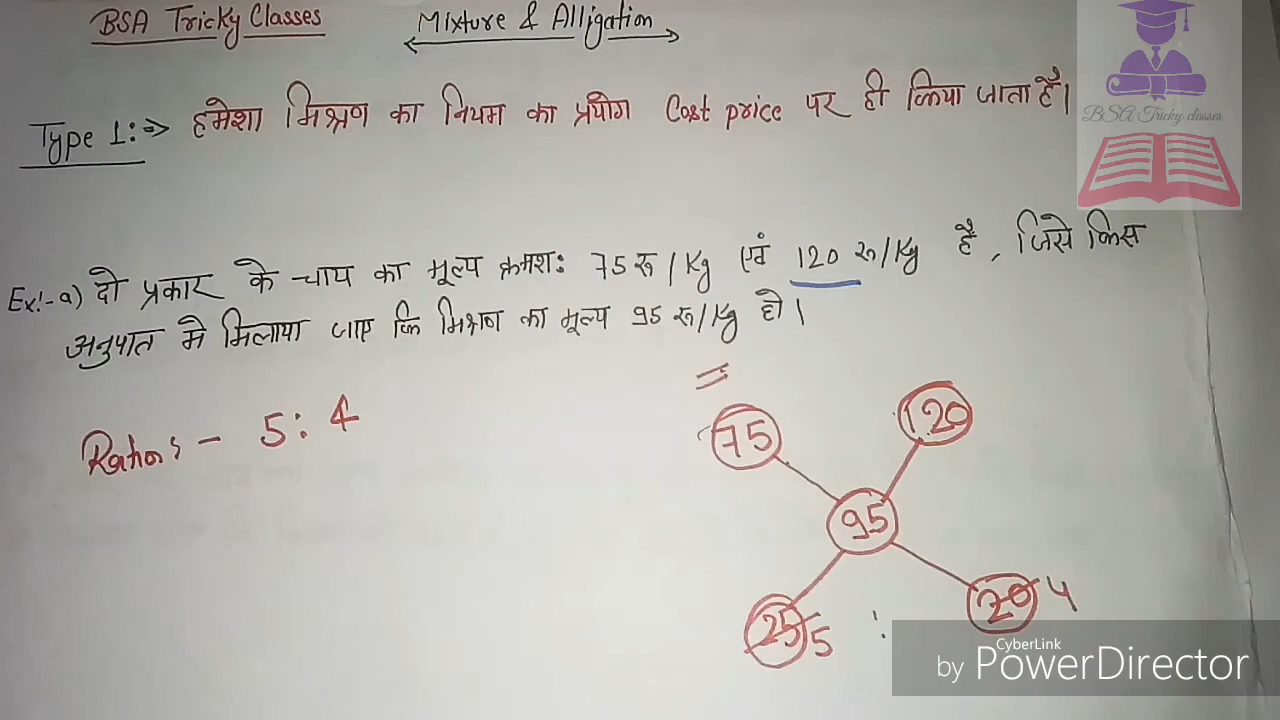 BSA Tricky Classes
Mixture & Alligation
BSA Tricky classes
Type 1:⇒ हमेशा मिश्रण का नियम का प्रयोग Cost price पर ही किया जाता है।
Ex:-a) दो प्रकार के चाय का मूल्य क्रमशः 75 रू/Kg एवं 120 रू/Kg है, जिसे किस
अनुपात मे मिलाया जाए कि मिश्रण का मूल्य 95 रू/Kg हो।
=
75 120
Ratio:- 5:4
95
25 5 : 20 4
CyberLink
by PowerDirector